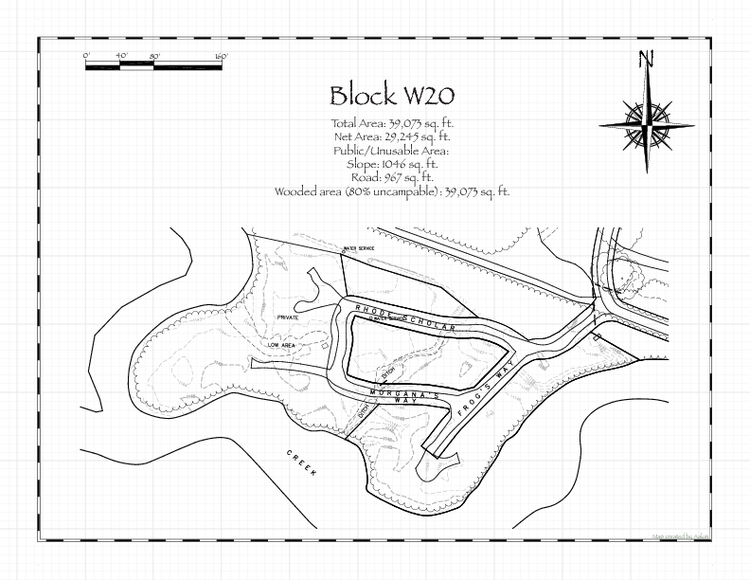 0' 40' 80' 160'
N
Block W20
Total Area: 39,073 sq. ft.
Net Area: 29,245 sq. ft.
Public/Unusable Area:
Slope: 1046 sq. ft.
Road: 967 sq. ft.
Wooded area (80% uncampable): 39,073 sq. ft.
WATER SERVICE
RHODE SCHOLAR
WATER SERVICE
PRIVATE
LOW AREA
DITCH
MORGANA'S
WAY
FROG'S WAY
DITCH
CREEK
Map created by